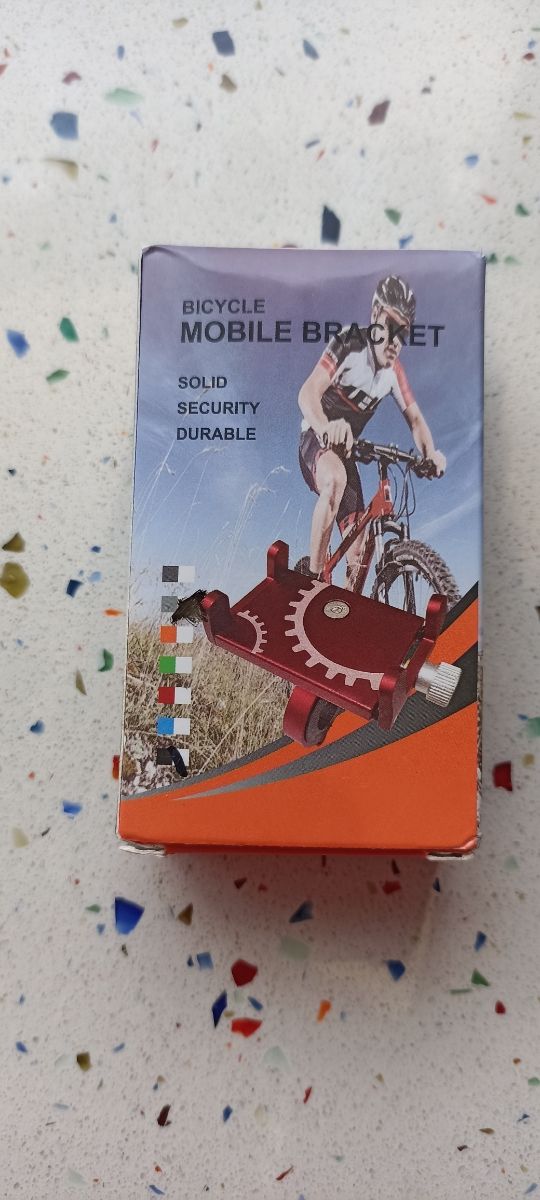 BICYCLE
MOBILE BRACKET
SOLID
SECURITY
DURABLE